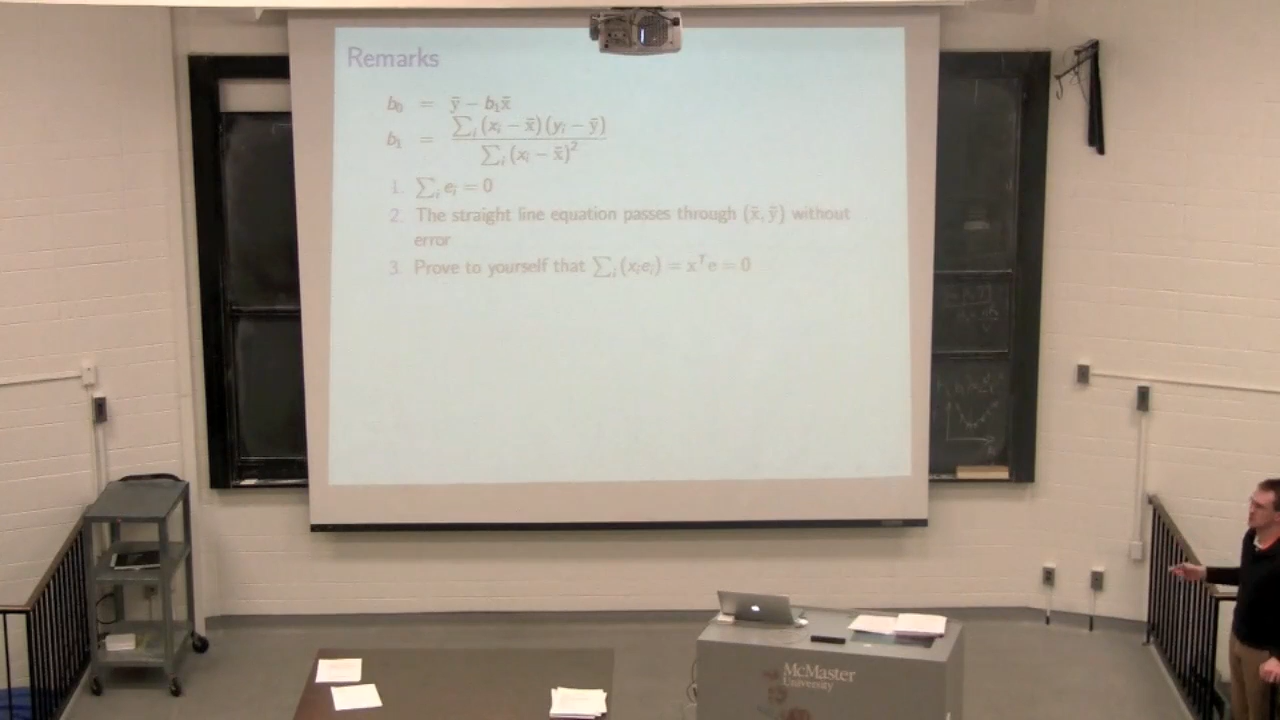 Remarks
b₀ = ȳ − b₁x̄
b₁ = ∑ᵢ (xᵢ − x̄)(yᵢ − ȳ) / ∑ᵢ (xᵢ − x̄)²
1. ∑ᵢ eᵢ = 0
2. The straight line equation passes through (x̄, ȳ) without
error
3. Prove to yourself that ∑ᵢ (xᵢeᵢ) = xᵀe = 0
McMaster
University